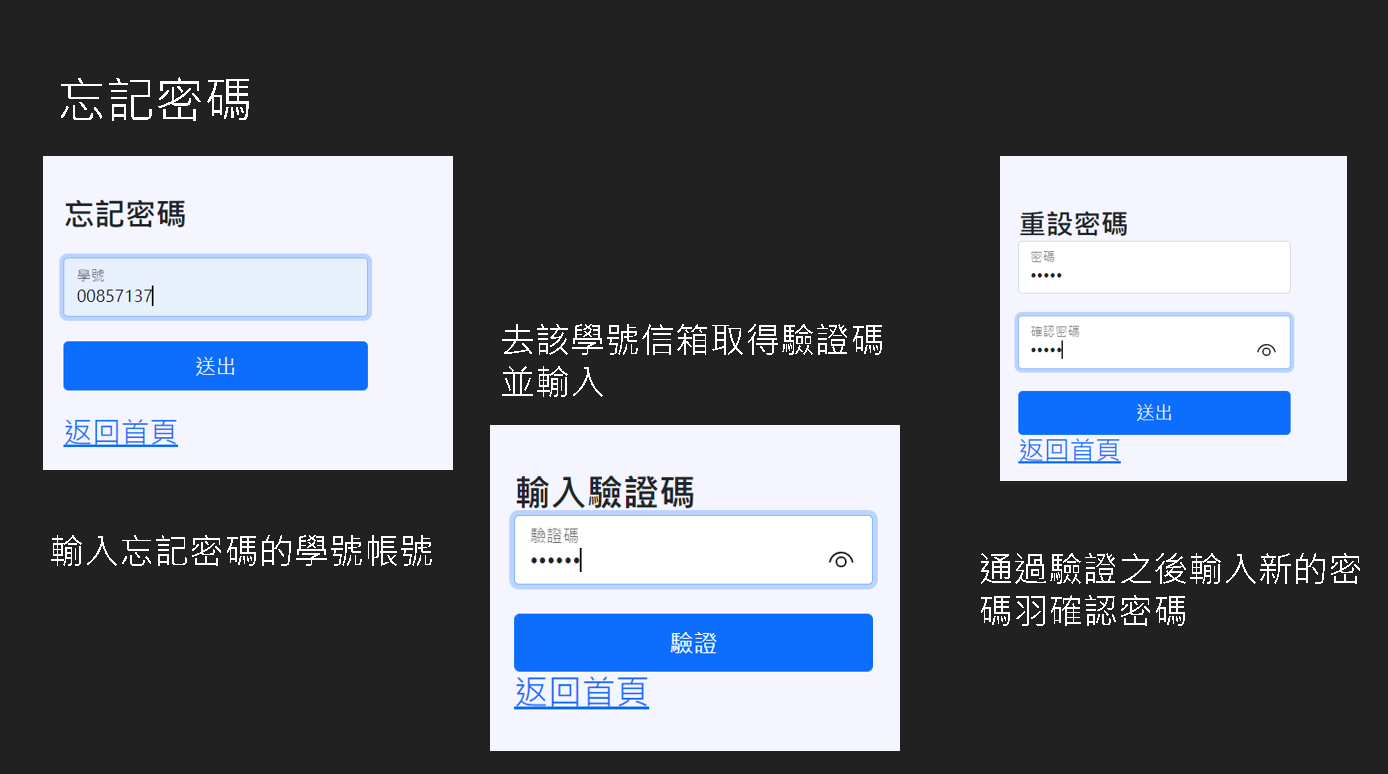 忘記密碼
忘記密碼
學號
00857137
送出
返回首頁
輸入忘記密碼的學號帳號
去該學號信箱取得驗證碼
並輸入
輸入驗證碼
驗證碼
••••••
驗證
返回首頁
重設密碼
密碼
•••••
確認密碼
•••••
送出
返回首頁
通過驗證之後輸入新的密
碼羽確認密碼